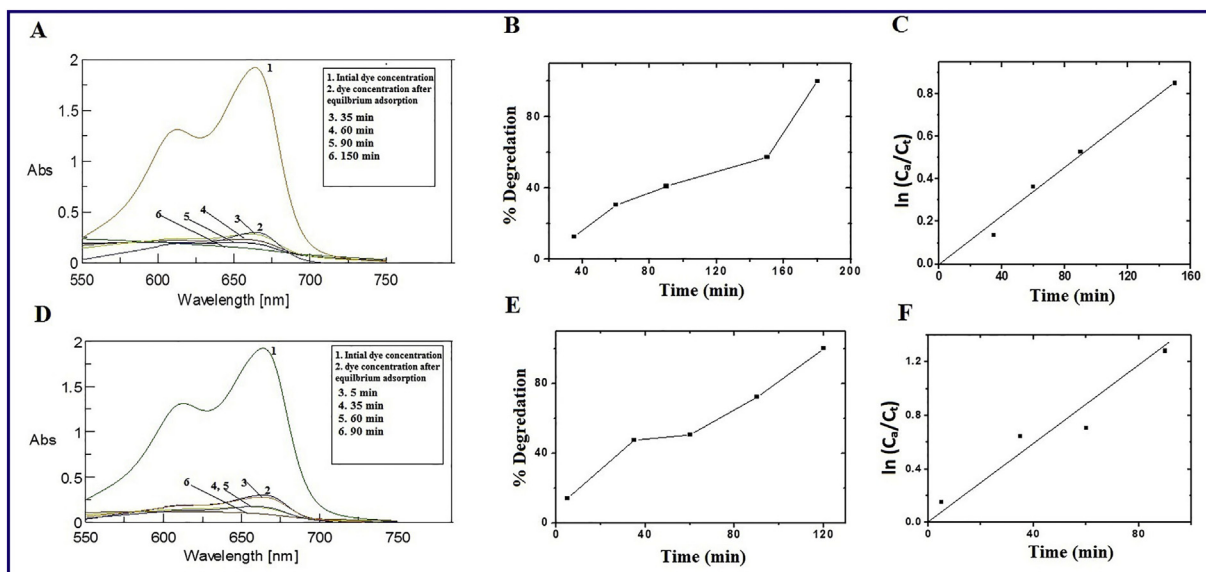 A
2
1.5
1
0.5
0
Abs
550
600
650
700
750
Wavelength [nm]
1
2
3
4
5
6
1. Intial dye concentration
2. dye concentration after
equilbrium adsorption
3. 35 min
4. 60 min
5. 90 min
6. 150 min
B
% Degredation
80
40
0
40
80
120
160
200
Time (min)
C
ln (Ca/Ct)
0.8
0.4
0.0
0
40
80
120
160
Time (min)
D
2
1.5
1
0.5
0
Abs
550
600
650
700
750
Wavelength [nm]
1
2
3
4, 5
6
1. Intial dye concentration
2. dye concentration after
equilbrium adsorption
3. 5 min
4. 35 min
5. 60 min
6. 90 min
E
% Degredation
80
40
0
0
40
80
120
Time (min)
F
ln (Ca/Ct)
1.2
0.8
0.4
0.0
0
40
80
Time (min)